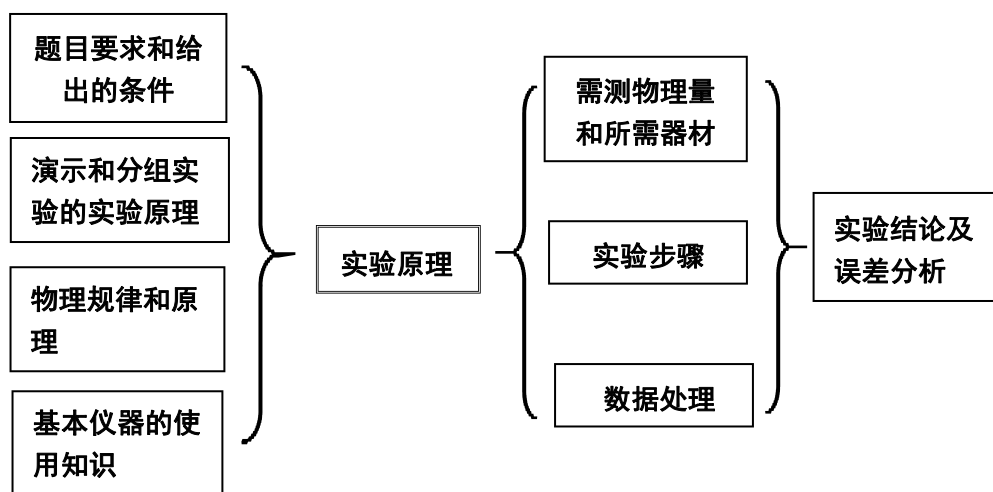 题目要求和给
出的条件
演示和分组实
验的实验原理
物理规律和原
理
基本仪器的使
用知识
实验原理
需测物理量
和所需器材
实验步骤
数据处理
实验结论及
误差分析